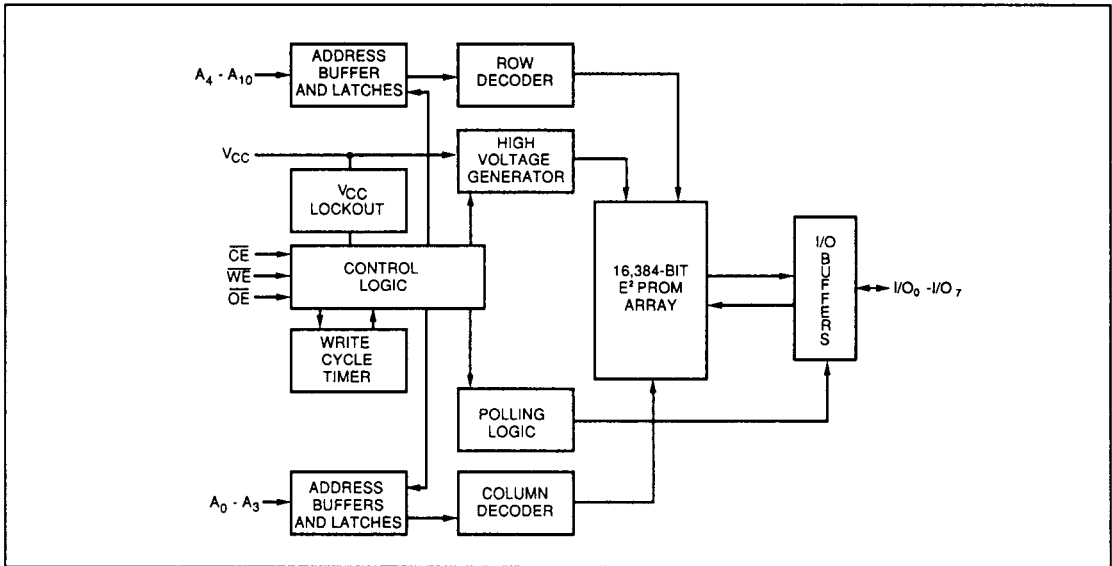 A4 - A10
ADDRESS
BUFFER
AND LATCHES
ROW
DECODER
VCC
HIGH
VOLTAGE
GENERATOR
VCC
LOCKOUT
CE
WE
OE
CONTROL
LOGIC
WRITE
CYCLE
TIMER
16,384-BIT
E² PROM
ARRAY
I/O
BUFFERS
I/O0 - I/O7
POLLING
LOGIC
A0 - A3
ADDRESS
BUFFERS
AND LATCHES
COLUMN
DECODER